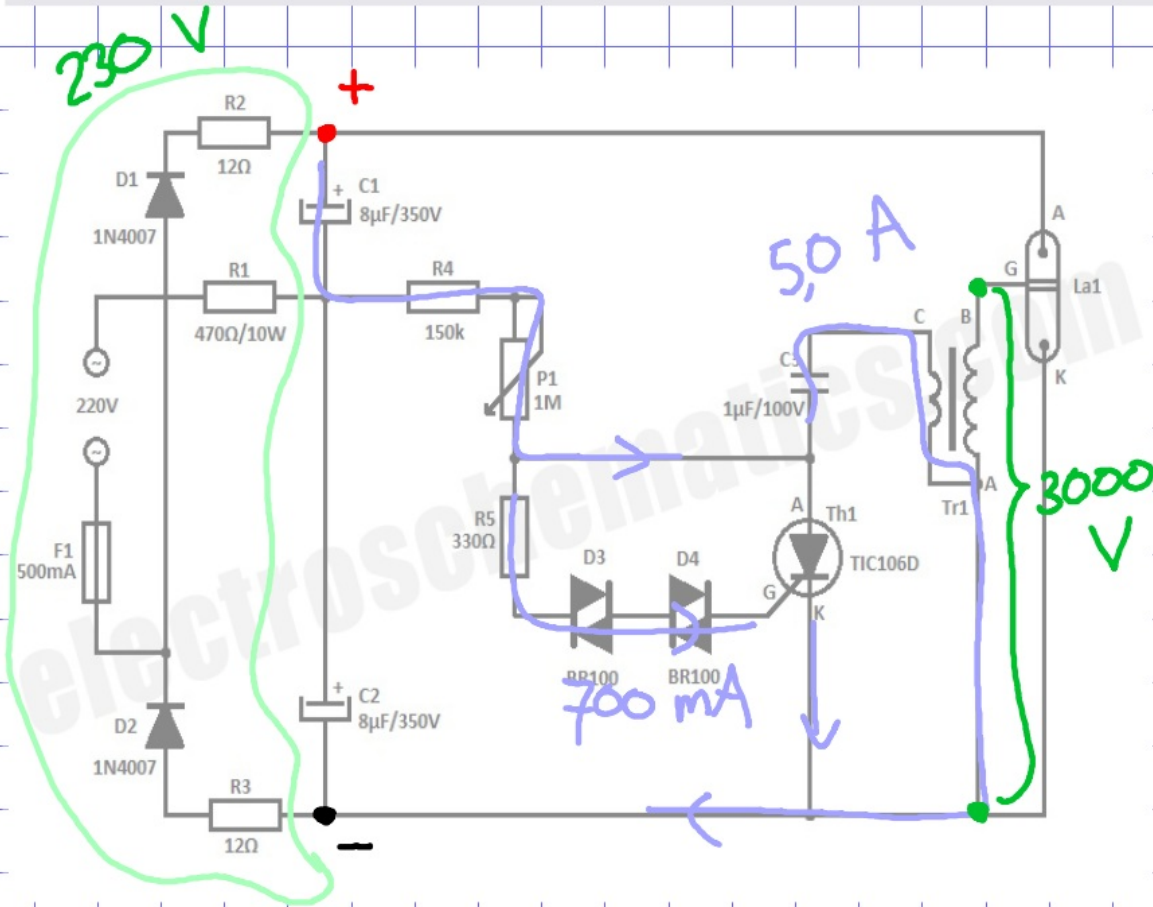 230 V
+
R2
12Ω
D1
1N4007
+
C1
8µF/350V
5,0 A
A
G
La1
K
R1
470Ω/10W
R4
150k
~
220V
~
P1
1M
C B
1µF/100V
A
Tr1
3000
V
F1
500mA
R5
330Ω
D3
D4
BR100
BR100
A
Th1
TIC106D
G
K
700 mA
+
C2
8µF/350V
D2
1N4007
R3
12Ω
-
electroschematics.com